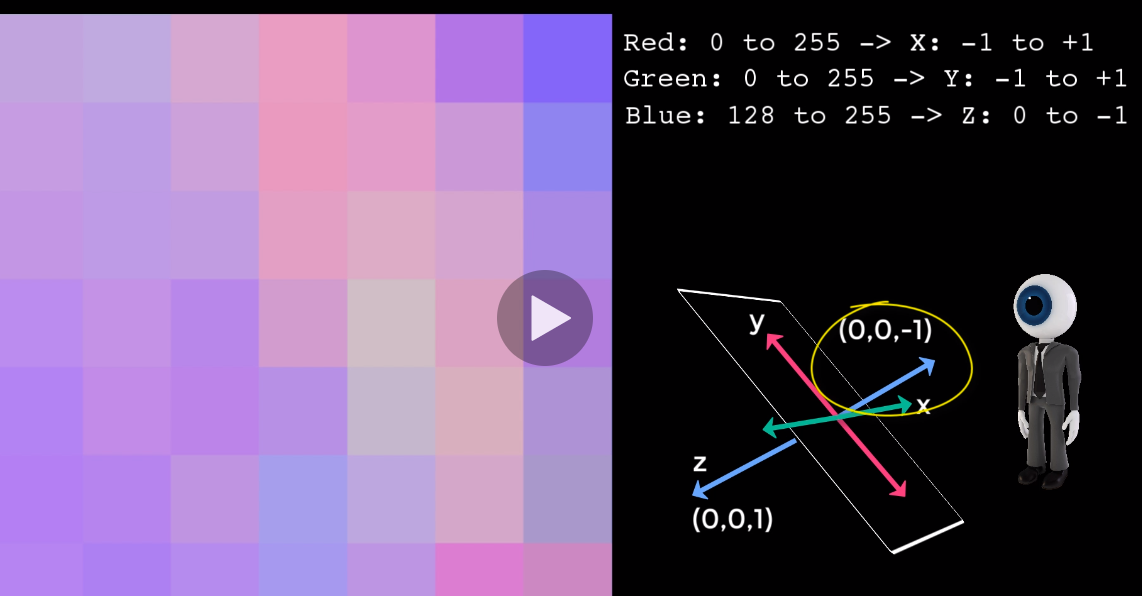 Red: 0 to 255 -> X: -1 to +1
Green: 0 to 255 -> Y: -1 to +1
Blue: 128 to 255 -> Z: 0 to -1
y
(0,0,-1)
x
z
(0,0,1)